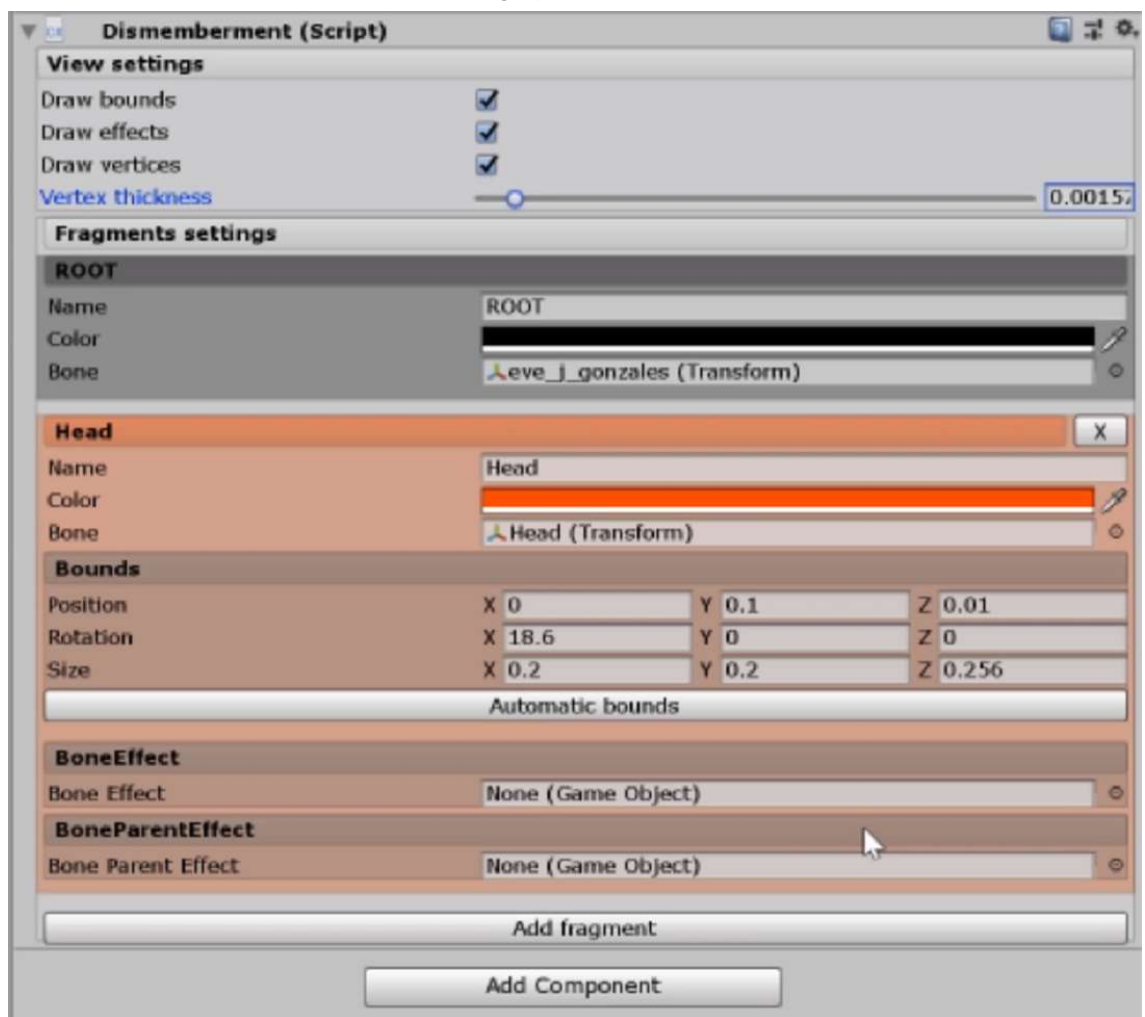 Dismemberment (Script)
View settings
Draw bounds
Draw effects
Draw vertices
Vertex thickness 0.00157
Fragments settings
ROOT
Name ROOT
Color
Bone eve_j_gonzales (Transform)
Head X
Name Head
Color
Bone Head (Transform)
Bounds
Position X 0 Y 0.1 Z 0.01
Rotation X 18.6 Y 0 Z 0
Size X 0.2 Y 0.2 Z 0.256
Automatic bounds
BoneEffect
Bone Effect None (Game Object)
BoneParentEffect
Bone Parent Effect None (Game Object)
Add fragment
Add Component